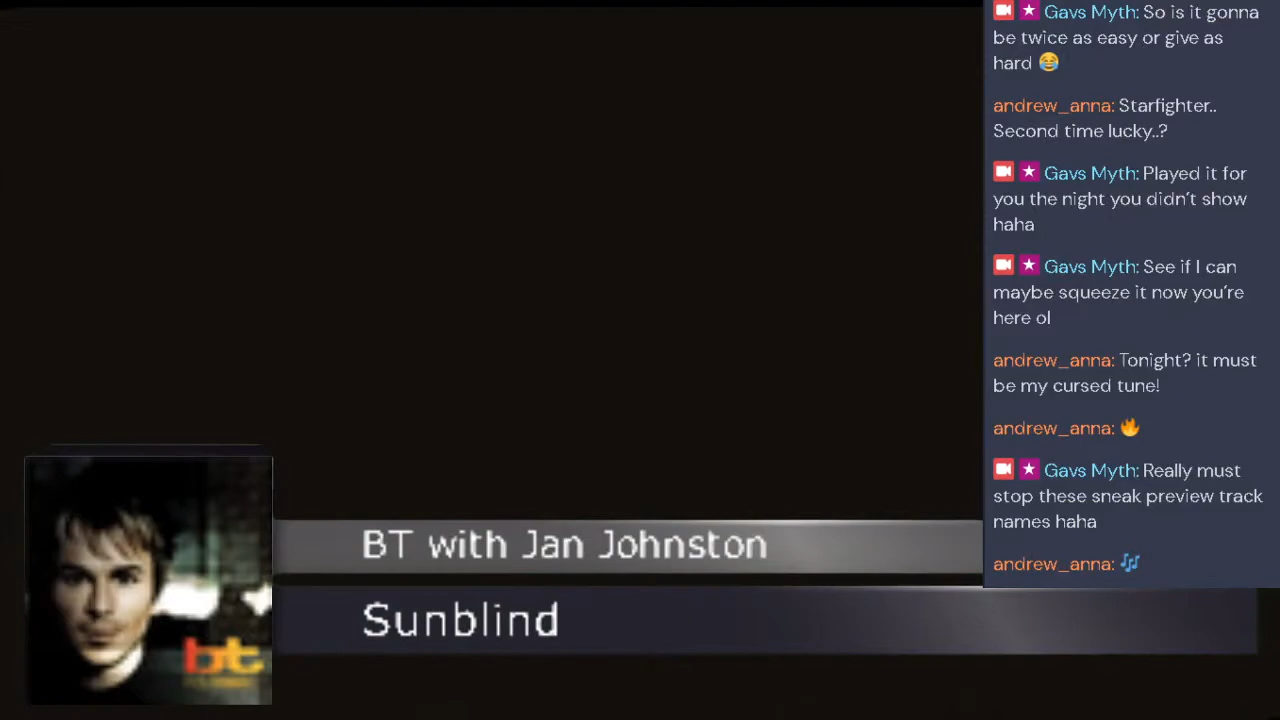 Gavs Myth: So is it gonna
be twice as easy or give as
hard 😂
andrew_anna: Starfighter..
Second time lucky..?
Gavs Myth: Played it for
you the night you didn't show
haha
Gavs Myth: See if I can
maybe squeeze it now you're
here ol
andrew_anna: Tonight? it must
be my cursed tune!
andrew_anna: 🔥
Gavs Myth: Really must
stop these sneak preview track
names haha
andrew_anna: 🎶
BT with Jan Johnston
Sunblind
bt